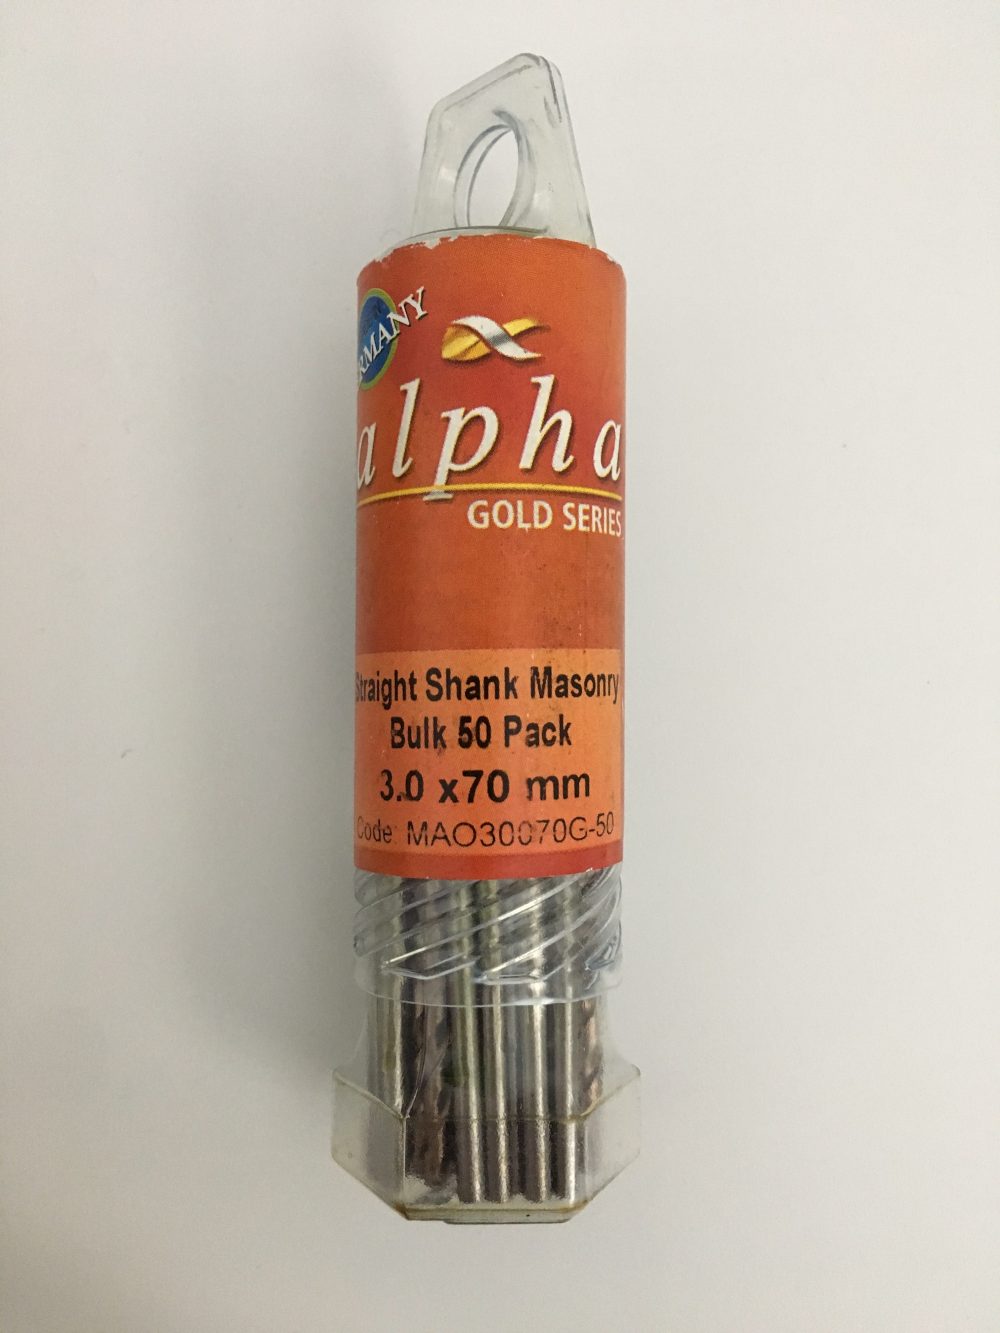 RMANY
alpha
GOLD SERIES
Straight Shank Masonry
Bulk 50 Pack
3.0 x70 mm
Code: MAO30070G-50